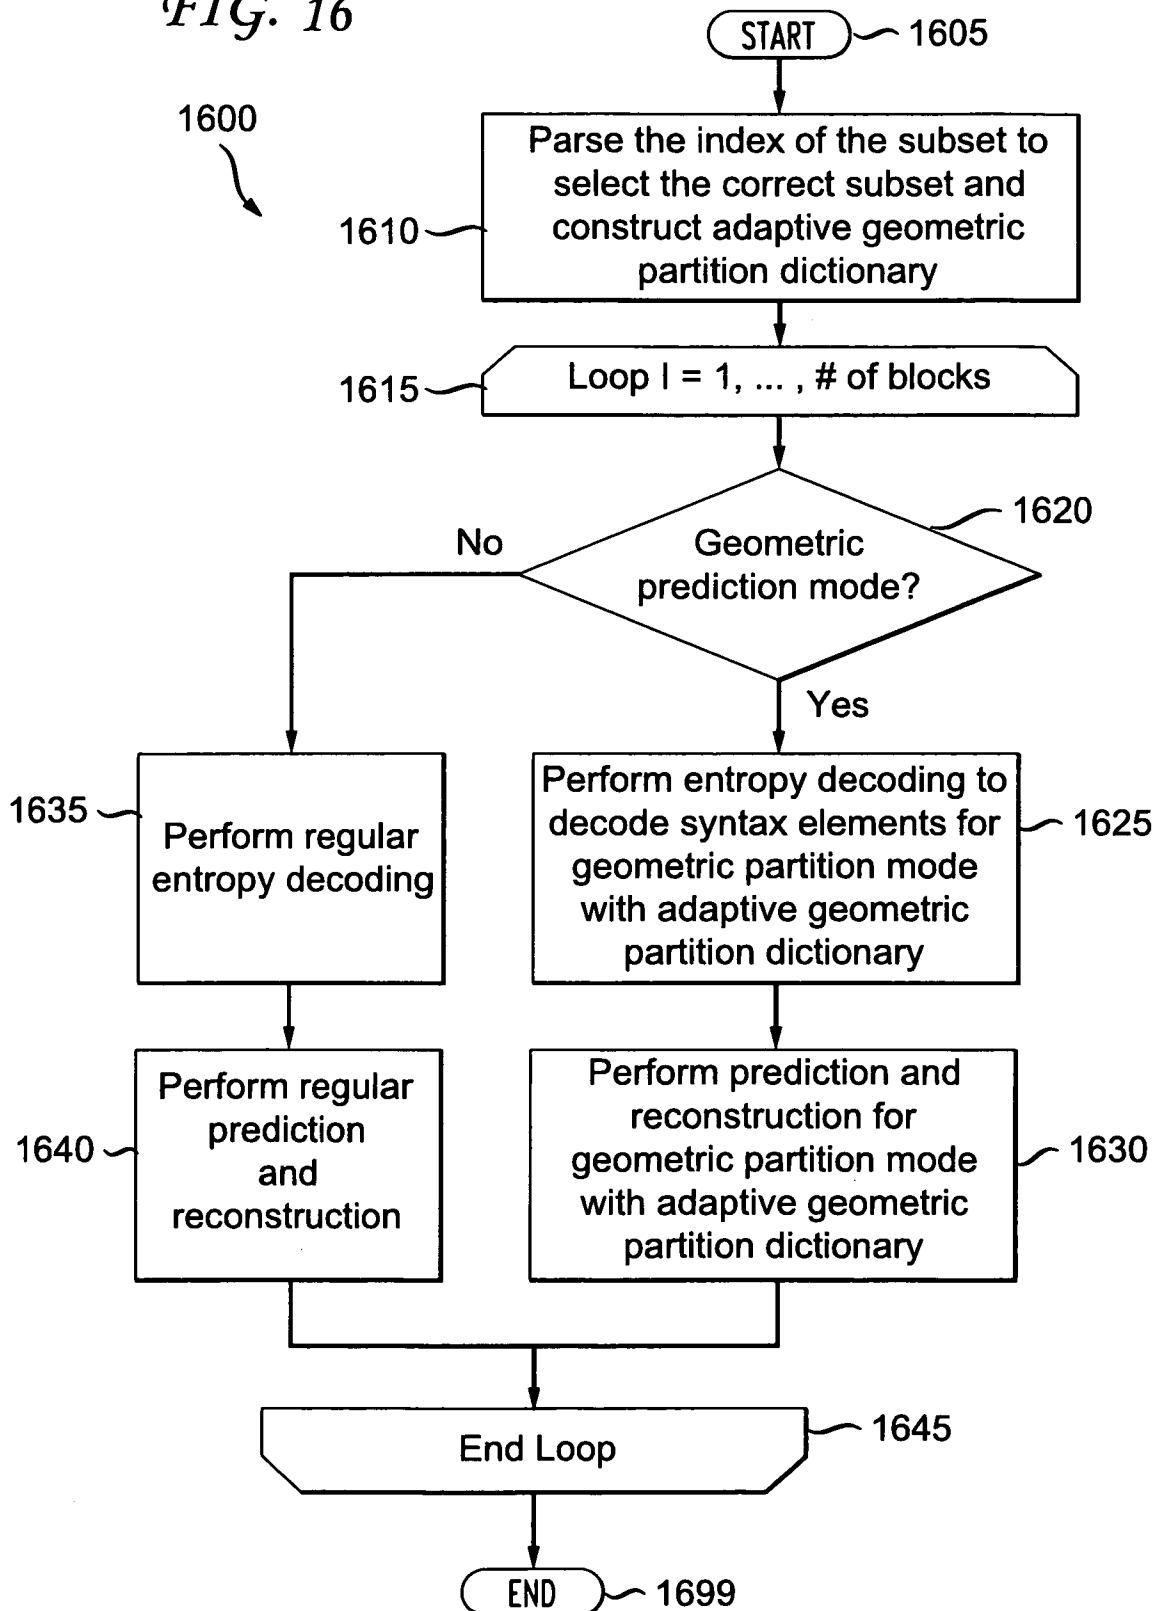 FIG. 16
START
1605
1600
Parse the index of the subset to
select the correct subset and
construct adaptive geometric
partition dictionary
1610
Loop I = 1, ... , # of blocks
1615
1620
Geometric
prediction mode?
No
Yes
1635
Perform regular
entropy decoding
Perform entropy decoding to
decode syntax elements for
geometric partition mode
with adaptive geometric
partition dictionary
1625
1640
Perform regular
prediction
and
reconstruction
Perform prediction and
reconstruction for
geometric partition mode
with adaptive geometric
partition dictionary
1630
End Loop
1645
END
1699